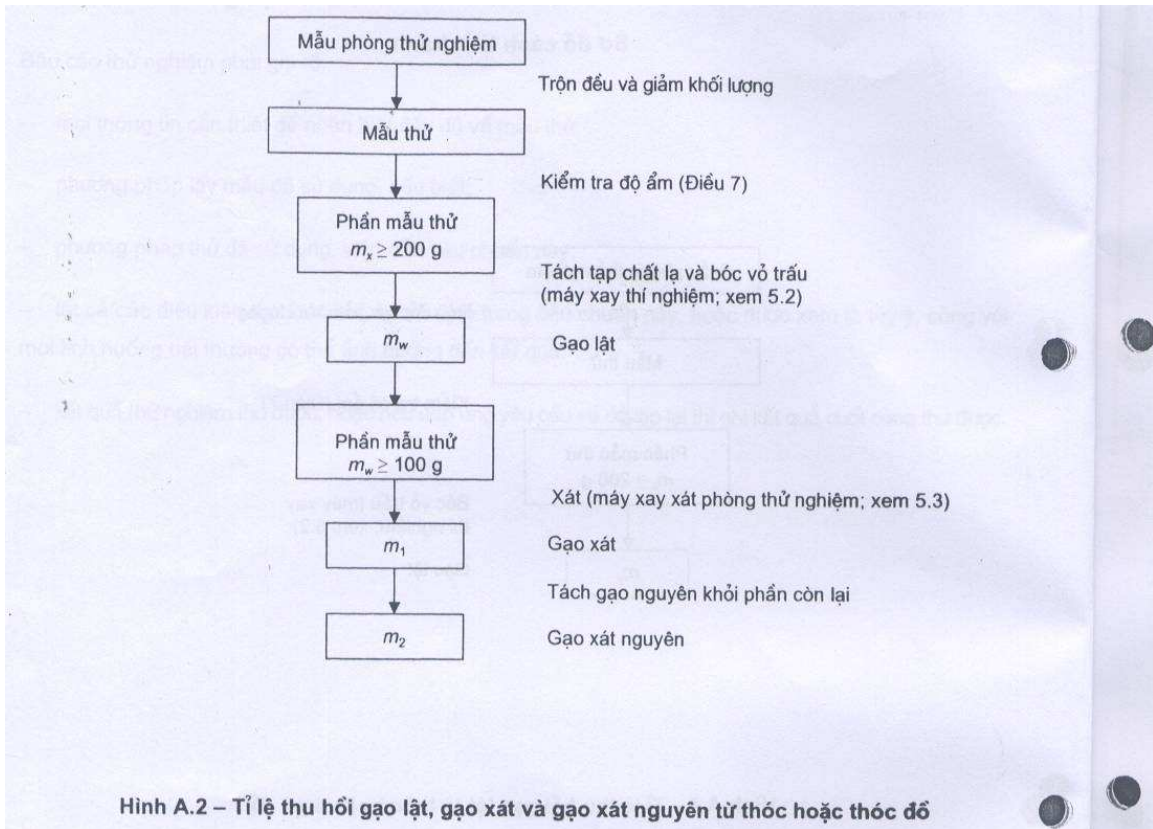 Mẫu phòng thử nghiệm
Trộn đều và giảm khối lượng
Mẫu thử
Kiểm tra độ ẩm (Điều 7)
Phần mẫu thử
mₓ ≥ 200 g
Tách tạp chất lạ và bóc vỏ trấu
(máy xay thí nghiệm; xem 5.2)
m_w
Gạo lật
Phần mẫu thử
m_w ≥ 100 g
Xát (máy xay xát phòng thử nghiệm; xem 5.3)
m₁
Gạo xát
Tách gạo nguyên khỏi phần còn lại
m₂
Gạo xát nguyên
Hình A.2 – Tỉ lệ thu hồi gạo lật, gạo xát và gạo xát nguyên từ thóc hoặc thóc đồ